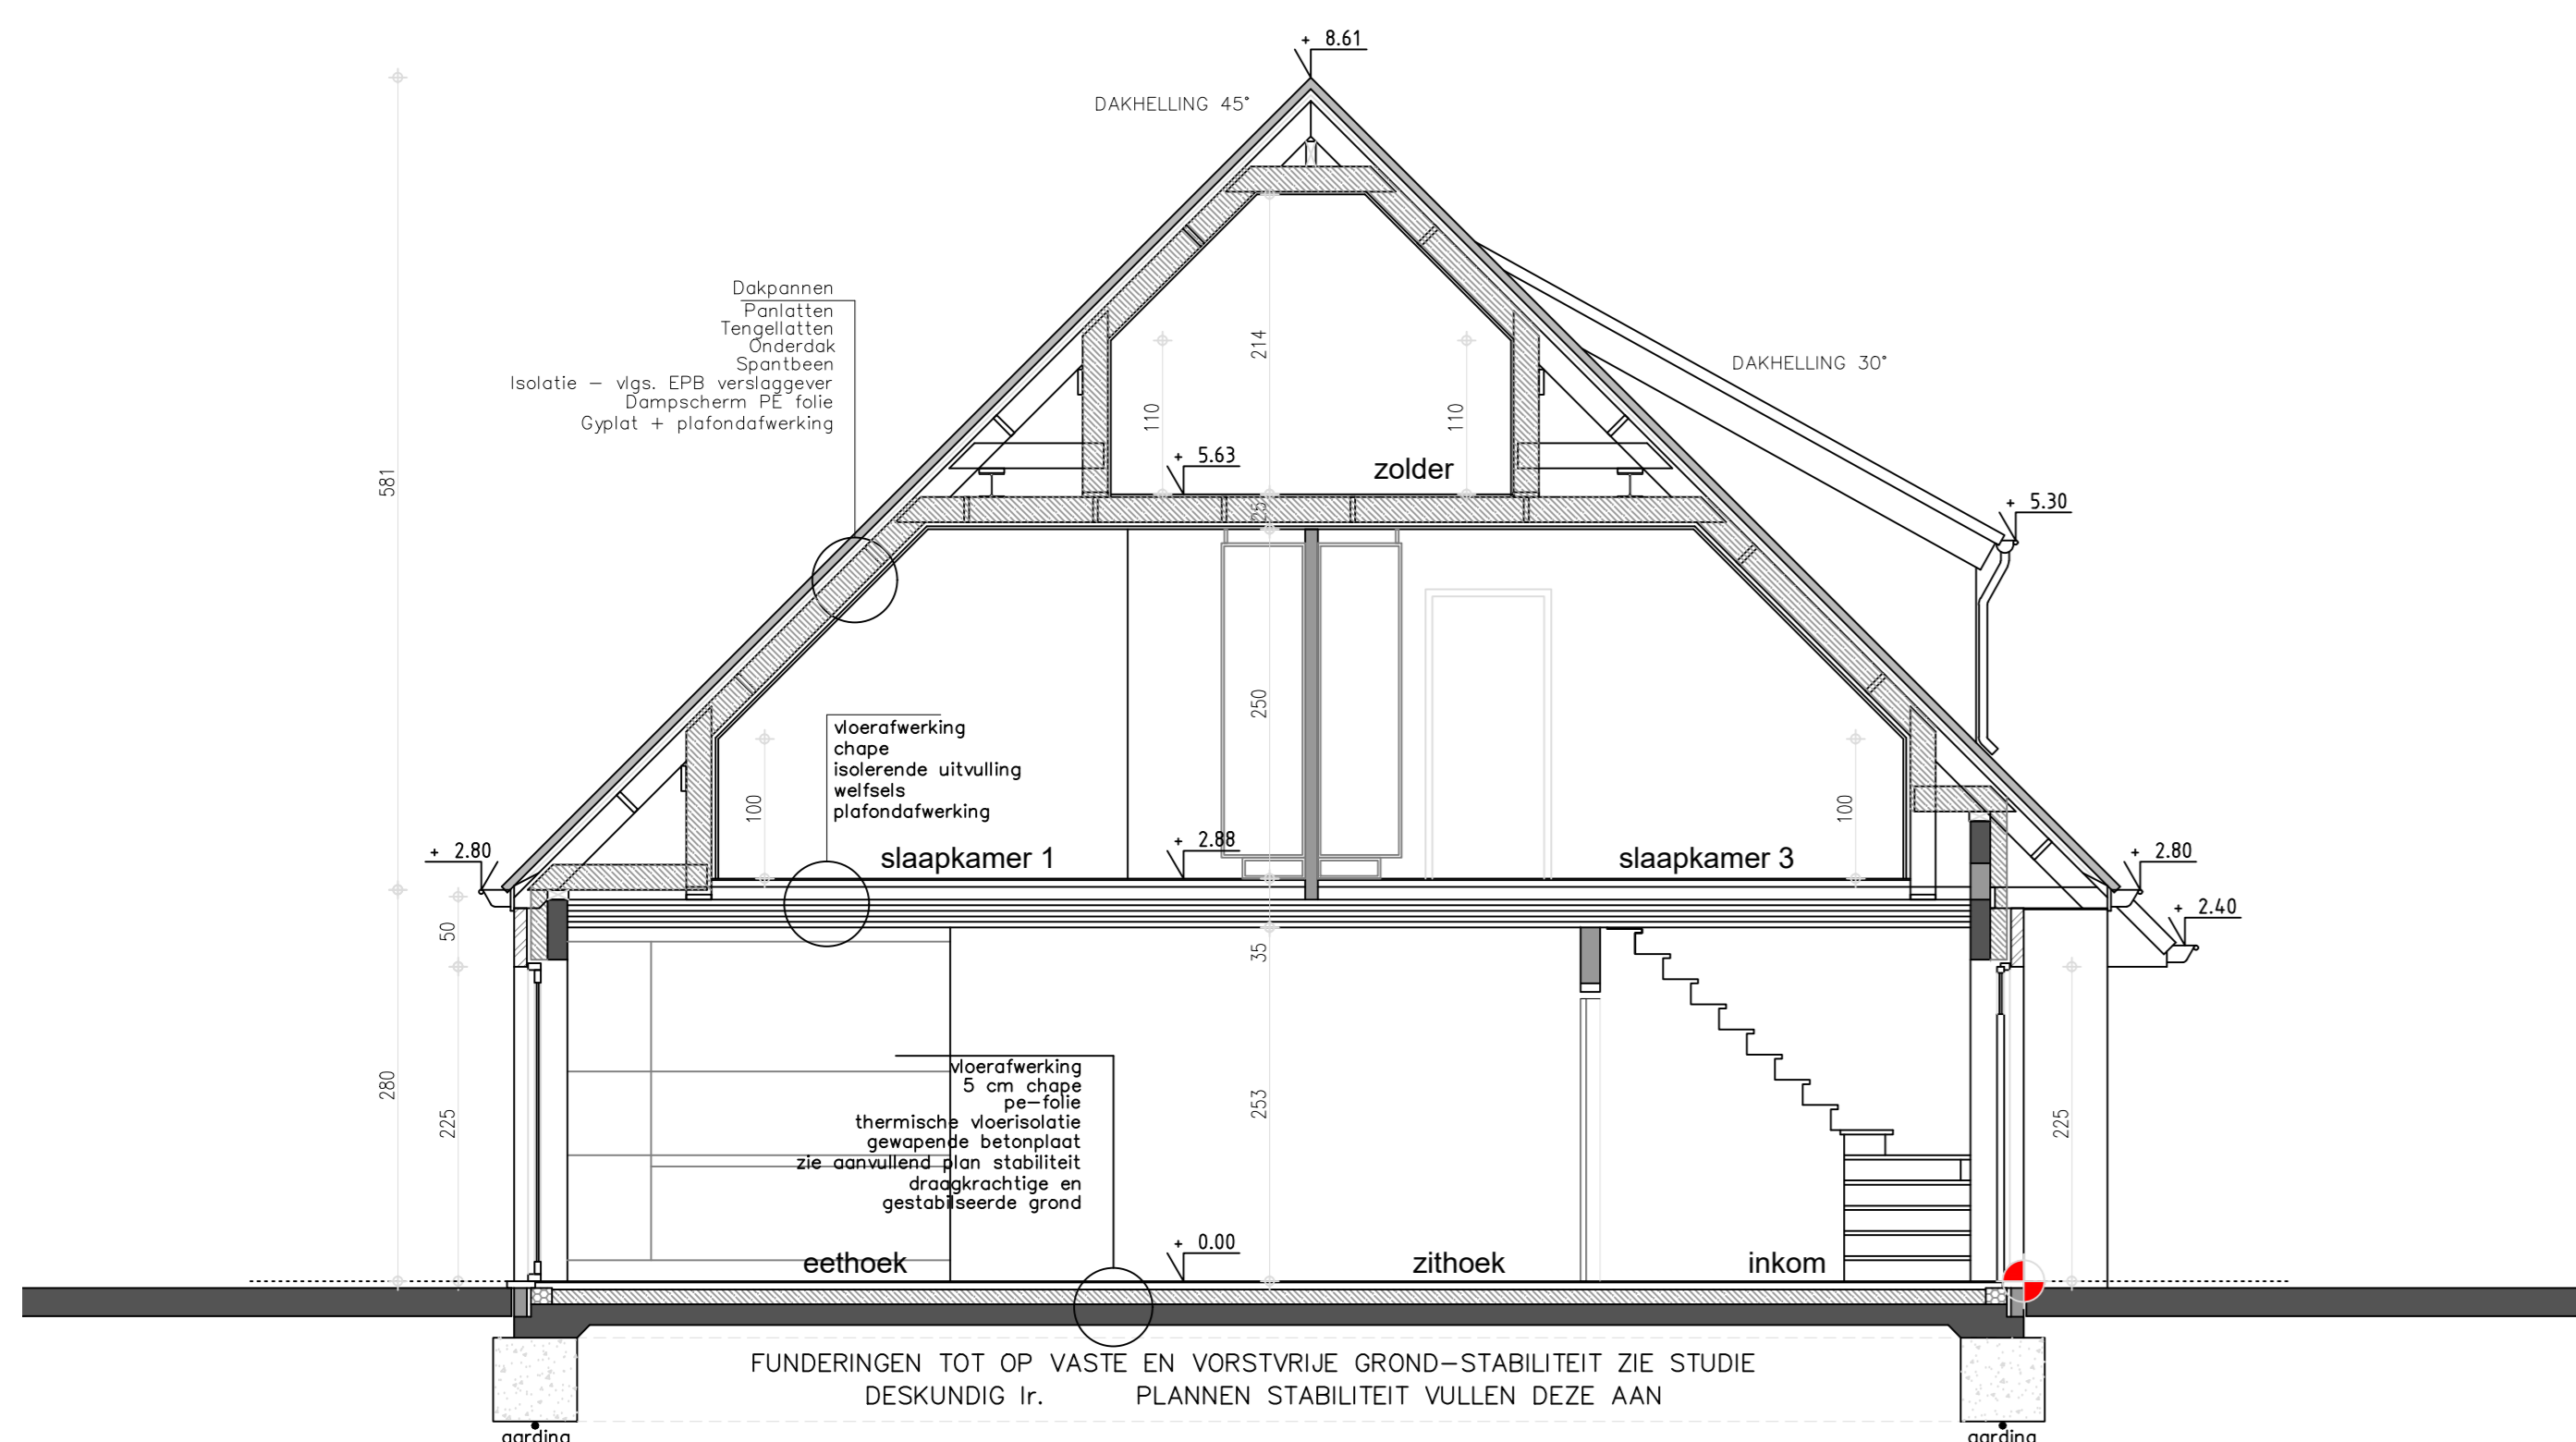 + 8.61
DAKHELLING 45°
Dakpannen
Panlatten
Tengellatten
Onderdak
Spantbeen
Isolatie – vlgs. EPB verslaggever
Dampscherm PE folie
Gyplat + plafondafwerking
DAKHELLING 30°
214
110
110
+ 5.63
zolder
581
+ 5.30
25
250
vloerafwerking
chape
isolerende uitvulling
welfsels
plafondafwerking
100
100
+ 2.80
slaapkamer 1
+ 2.88
slaapkamer 3
+ 2.80
+ 2.40
50
35
280
225
253
225
vloerafwerking
5 cm chape
pe–folie
thermische vloerisolatie
gewapende betonplaat
zie aanvullend plan stabiliteit
draagkrachtige en
gestabilseerde grond
+ 0.00
eethoek
zithoek
inkom
FUNDERINGEN TOT OP VASTE EN VORSTVRIJE GROND–STABILITEIT ZIE STUDIE
DESKUNDIG Ir. PLANNEN STABILITEIT VULLEN DEZE AAN
aarding
aarding